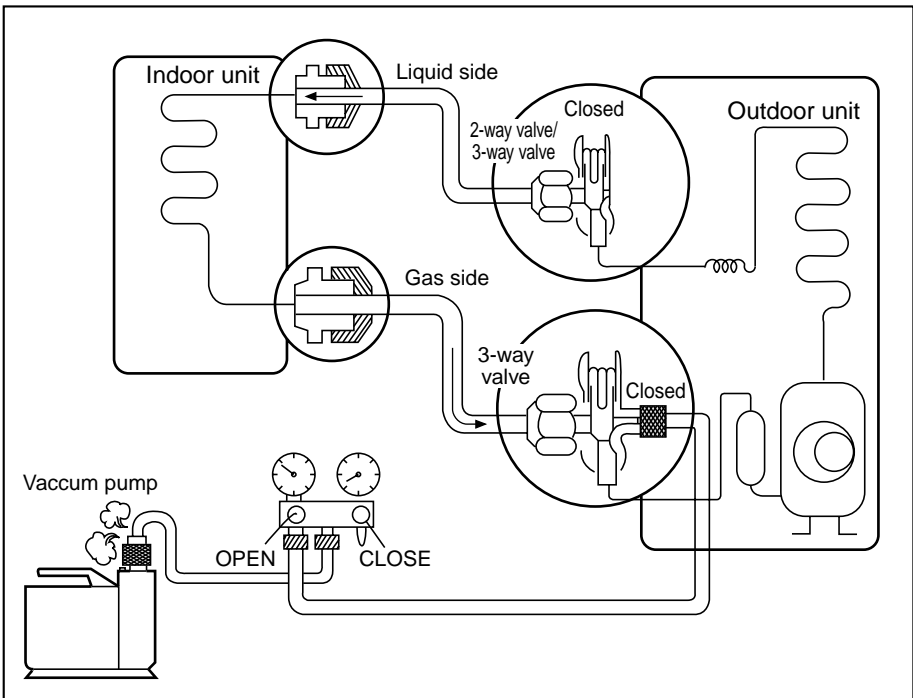 Indoor unit
Liquid side
Closed
2-way valve/
3-way valve
Outdoor unit
Gas side
3-way
valve
Closed
Vaccum pump
OPEN
CLOSE